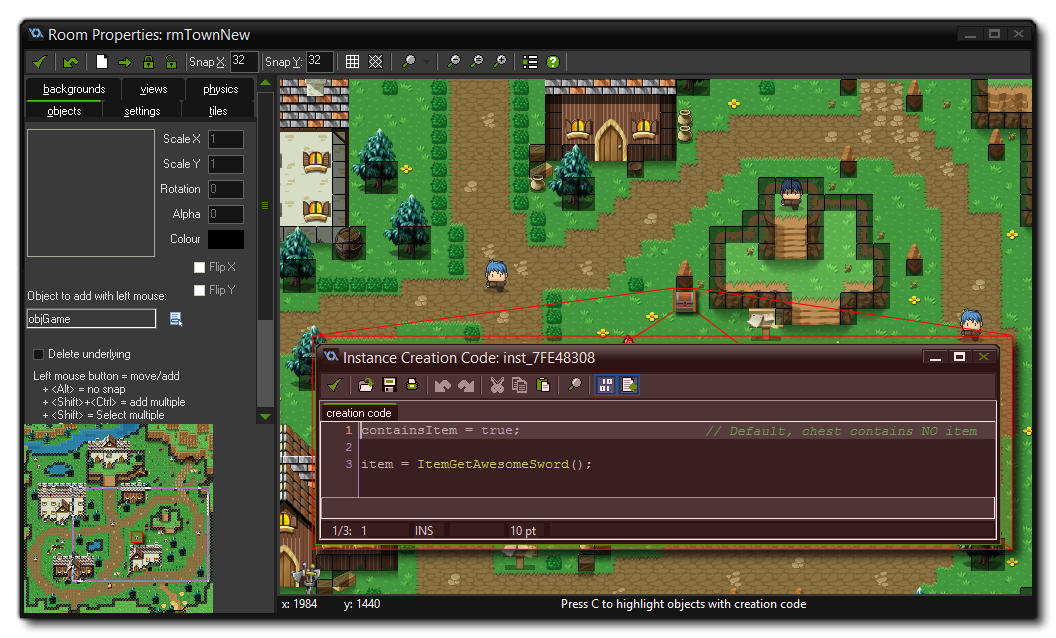 Room Properties: rmTownNew
Snap X: 32 Snap Y: 32
backgrounds views physics
objects settings tiles
Scale X 1
Scale Y 1
Rotation 0
Alpha 0
Colour
Flip X
Flip Y
Object to add with left mouse:
objGame
Delete underlying
Left mouse button = move/add
+ <Alt> = no snap
+ <Shift>+<Ctrl> = add multiple
+ <Shift> = Select multiple
Instance Creation Code: inst_7FE48308
creation code
1 containsItem = true; // Default, chest contains NO item
2
3 item = ItemGetAwesomeSword();
1/3: 1 INS 10 pt
x: 1984 y: 1440 Press C to highlight objects with creation code